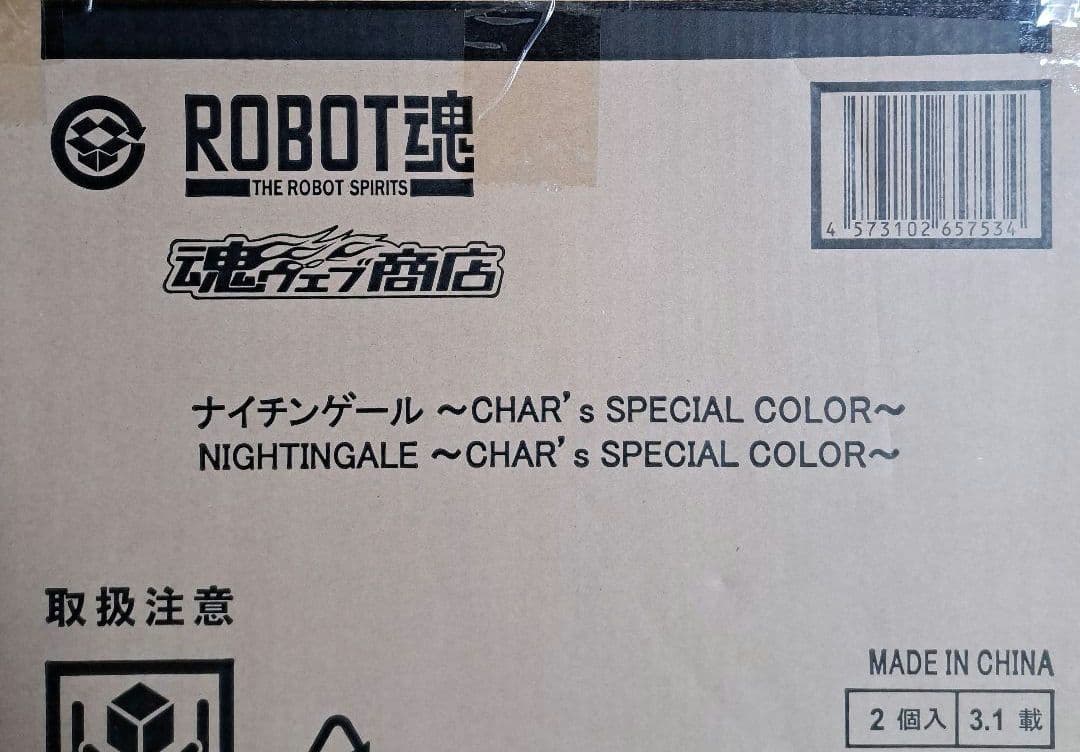 ROBOT魂
THE ROBOT SPIRITS
魂ウェブ商店
4 573102 657534
ナイチンゲール ～CHAR's SPECIAL COLOR～
NIGHTINGALE ～CHAR's SPECIAL COLOR～
取扱注意
MADE IN CHINA
2 個入 3.1 載